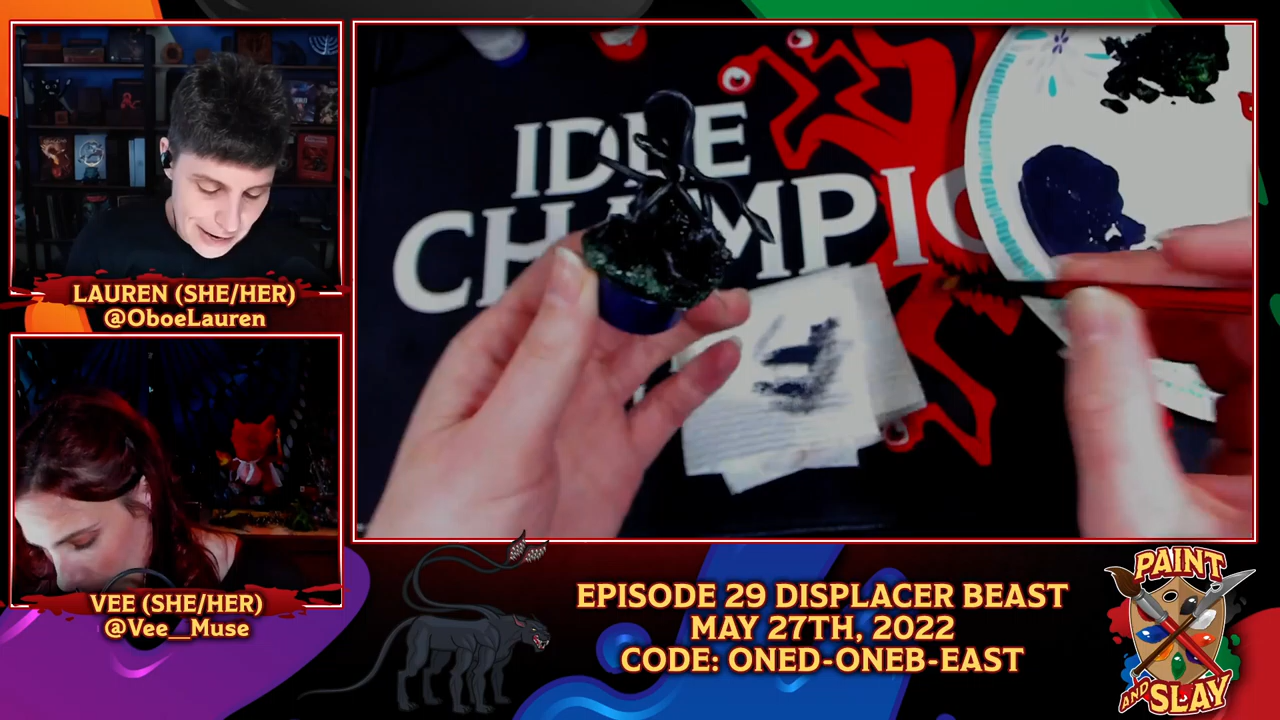 LAUREN (SHE/HER)
@OboeLauren
VEE (SHE/HER)
@Vee__Muse
IDLE
CHAMPIO
EPISODE 29 DISPLACER BEAST
MAY 27TH, 2022
CODE: ONED-ONEB-EAST
PAINT
AND SLAY